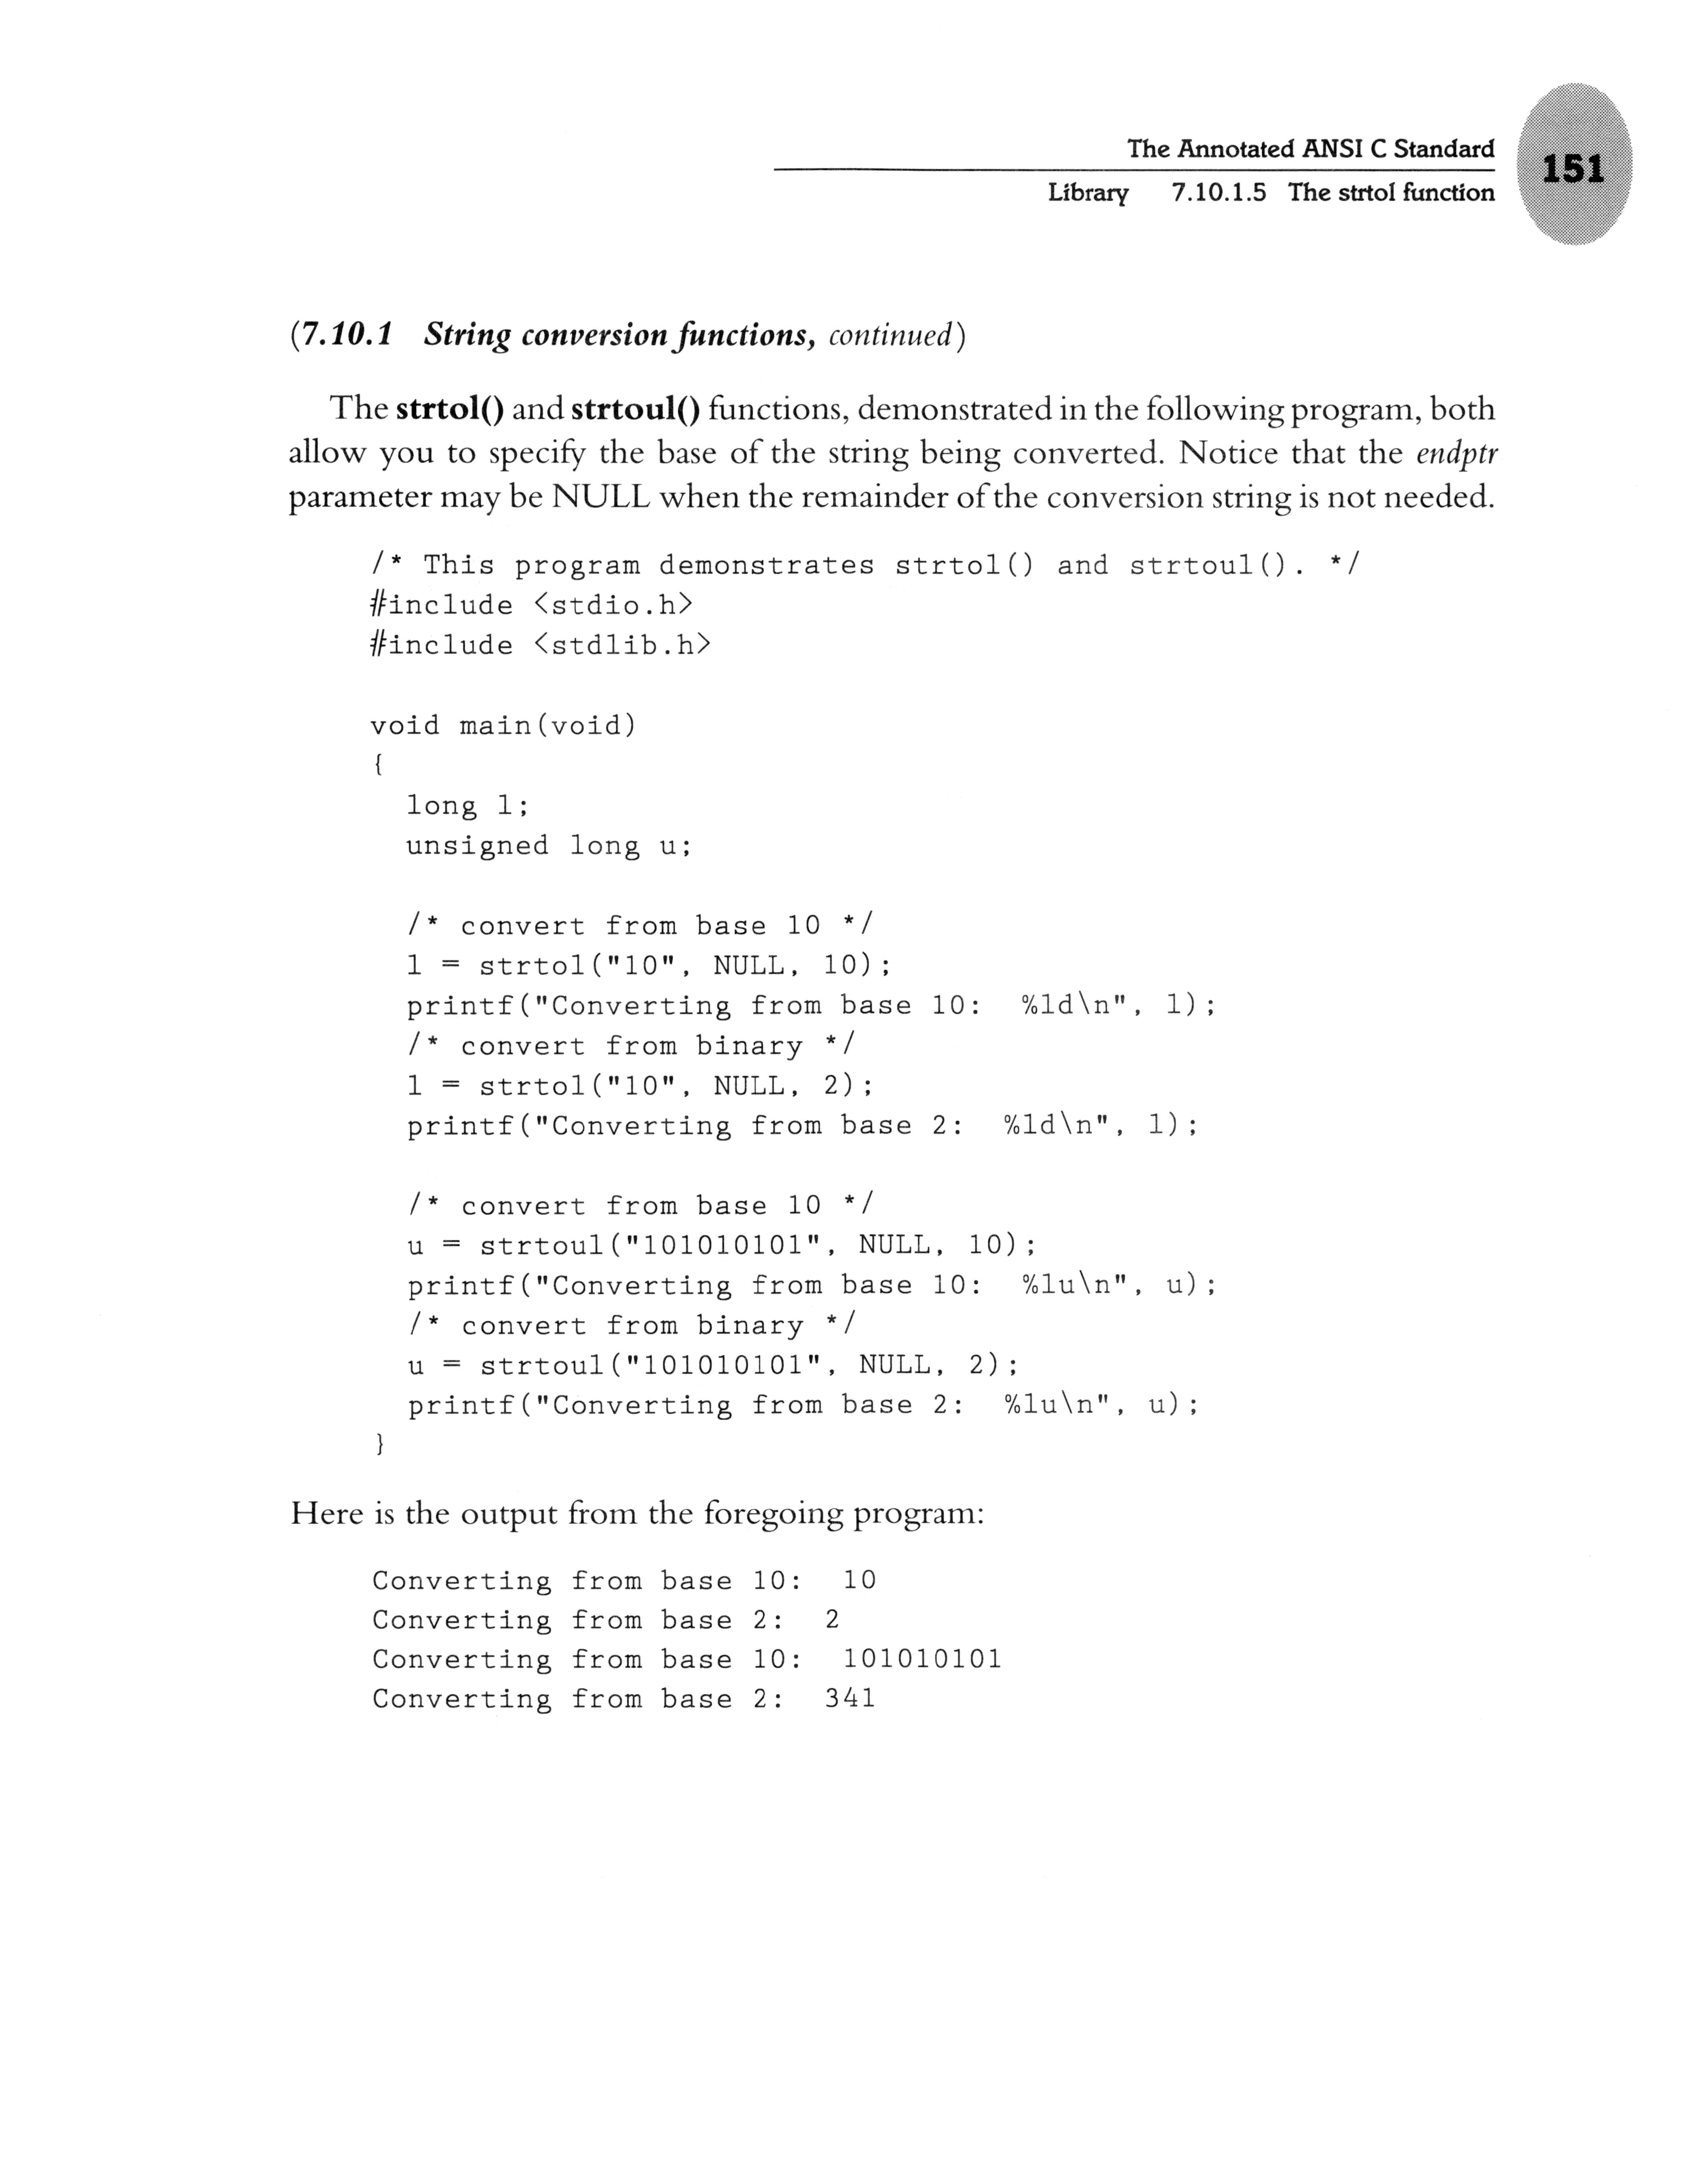 The Annotated ANSI C Standard
151
Library 7.10.1.5 The strtol function
(7.10.1 String conversion functions, continued)
The strtol() and strtoul() functions, demonstrated in the following program, both
allow you to specify the base of the string being converted. Notice that the endptr
parameter may be NULL when the remainder of the conversion string is not needed.
/* This program demonstrates strtol() and strtoul(). */
#include <stdio.h>
#include <stdlib.h>
void main(void)
{
long l;
unsigned long u;
/* convert from base 10 */
l = strtol("10", NULL, 10);
printf("Converting from base 10:  %ld\n", l);
/* convert from binary */
l = strtol("10", NULL, 2);
printf("Converting from base 2:  %ld\n", l);
/* convert from base 10 */
u = strtoul("101010101", NULL, 10);
printf("Converting from base 10:  %lu\n", u);
/* convert from binary */
u = strtoul("101010101", NULL, 2);
printf("Converting from base 2:  %lu\n", u);
}
Here is the output from the foregoing program:
Converting from base 10:  10
Converting from base 2:  2
Converting from base 10:  101010101
Converting from base 2:  341